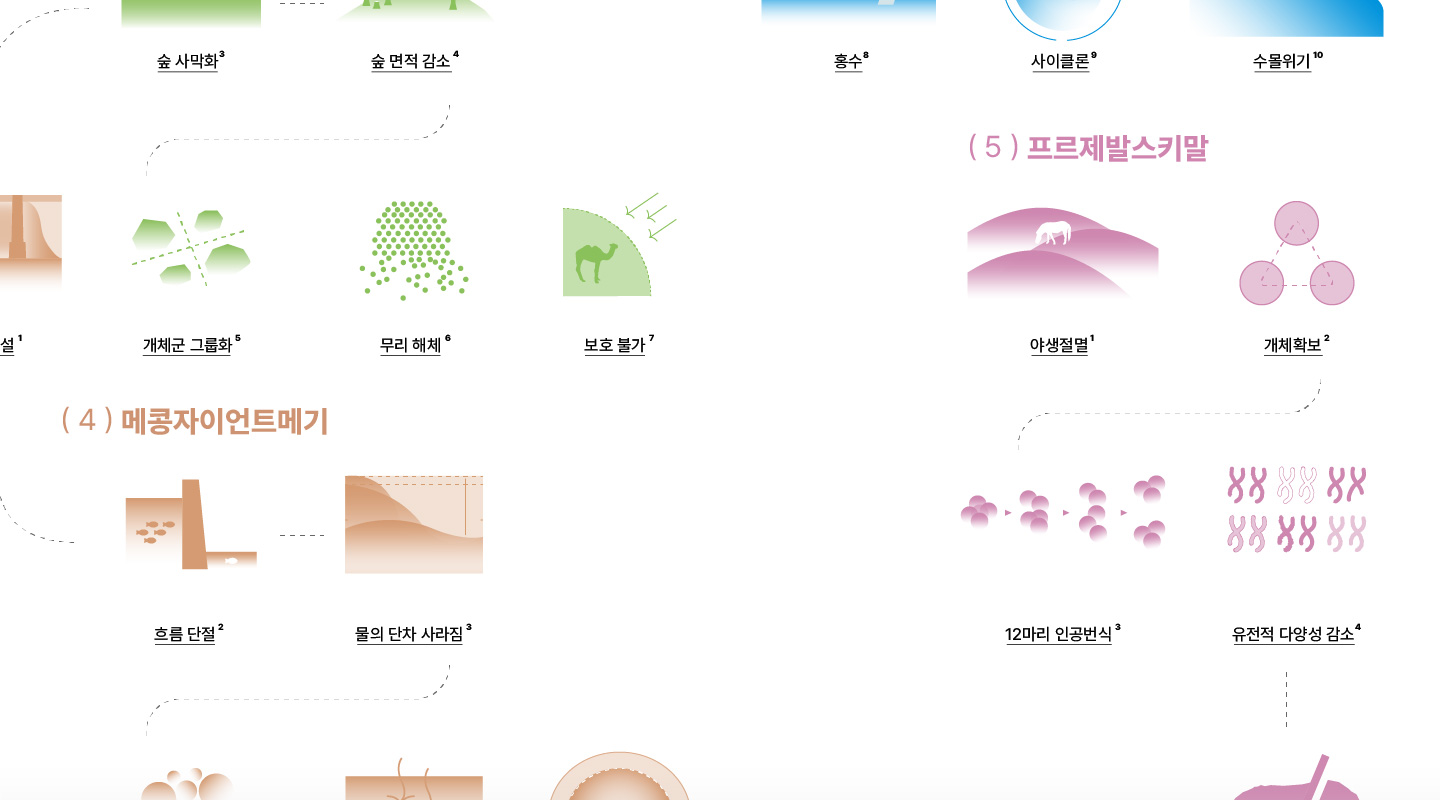 숲 사막화3
숲 면적 감소4
홍수8
사이클론9
수몰위기10
( 5 ) 프르제발스키말
설1
개체군 그룹화5
무리 해체6
보호 불가7
야생절멸1
개체확보2
( 4 ) 메콩자이언트메기
흐름 단절2
물의 단차 사라짐3
12마리 인공번식3
유전적 다양성 감소4